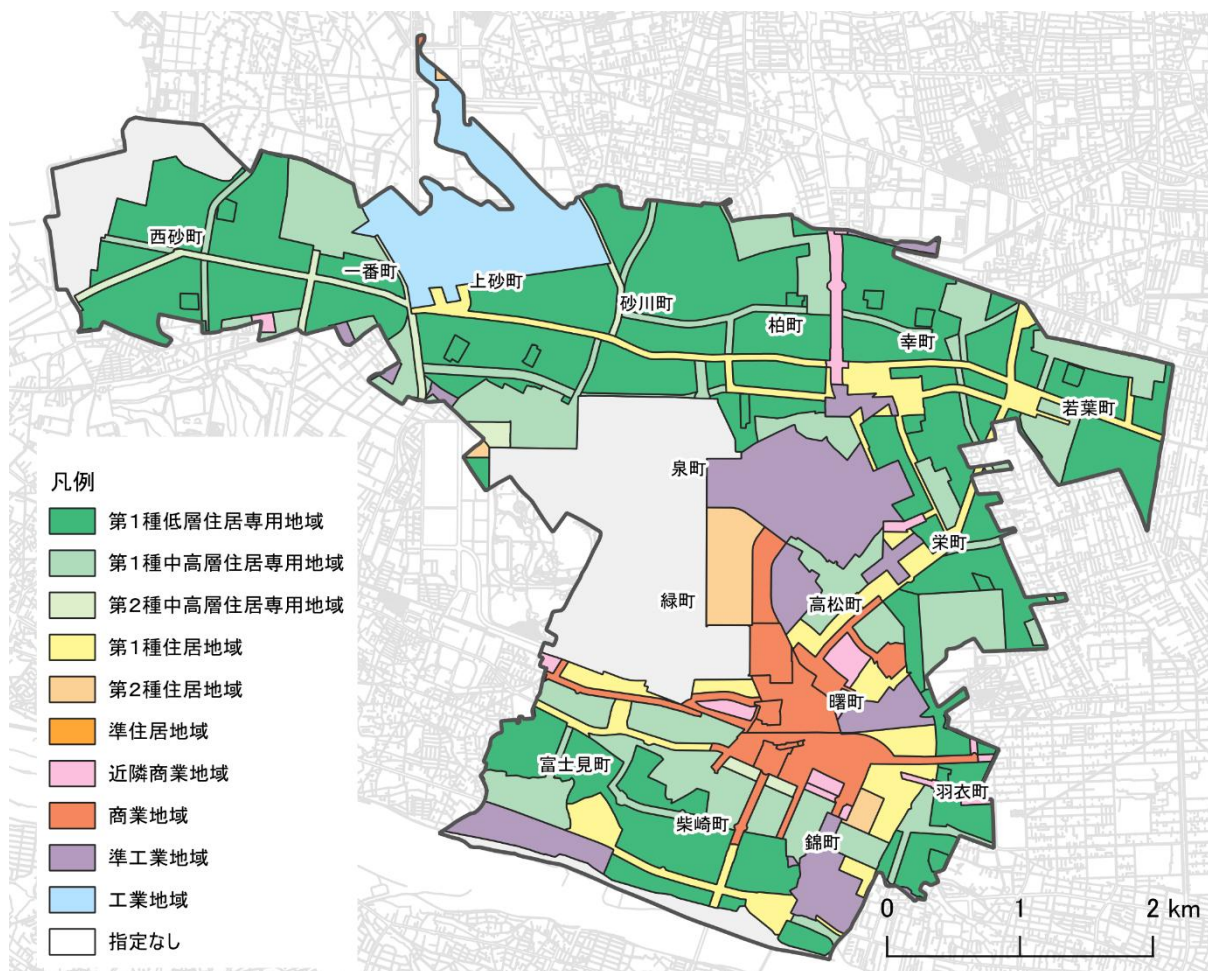 西砂町
一番町
上砂町
砂川町
柏町
幸町
若葉町
泉町
栄町
緑町
高松町
曙町
富士見町
柴崎町
錦町
羽衣町
凡例
第1種低層住居専用地域
第1種中高層住居専用地域
第2種中高層住居専用地域
第1種住居地域
第2種住居地域
準住居地域
近隣商業地域
商業地域
準工業地域
工業地域
指定なし
0 1 2 km